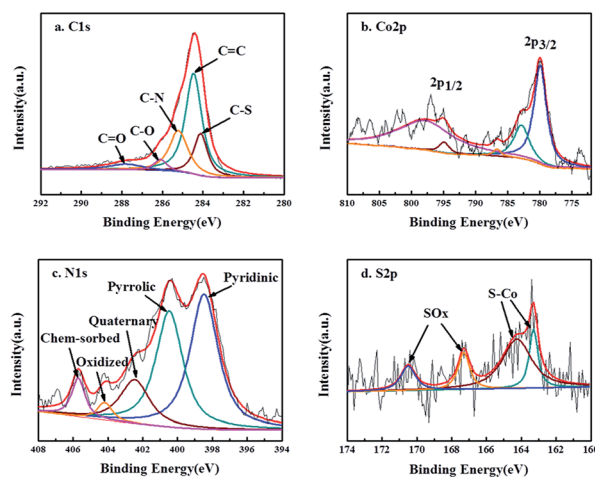 a. C1s
C=C
C-N
C-S
C-O
C=O
Intensity(a.u.)
292 290 288 286 284 282 280
Binding Energy(eV)
b. Co2p
2p3/2
2p1/2
Intensity(a.u.)
810 805 800 795 790 785 780 775
Binding Energy(eV)
c. N1s
Pyrrolic
Pyridinic
Quaternary
Chem-sorbed
Oxidized
Intensity(a.u.)
408 406 404 402 400 398 396 394
Binding Energy(eV)
d. S2p
S-Co
SOx
Intensity(a.u.)
174 172 170 168 166 164 162 160
Binding Energy(eV)